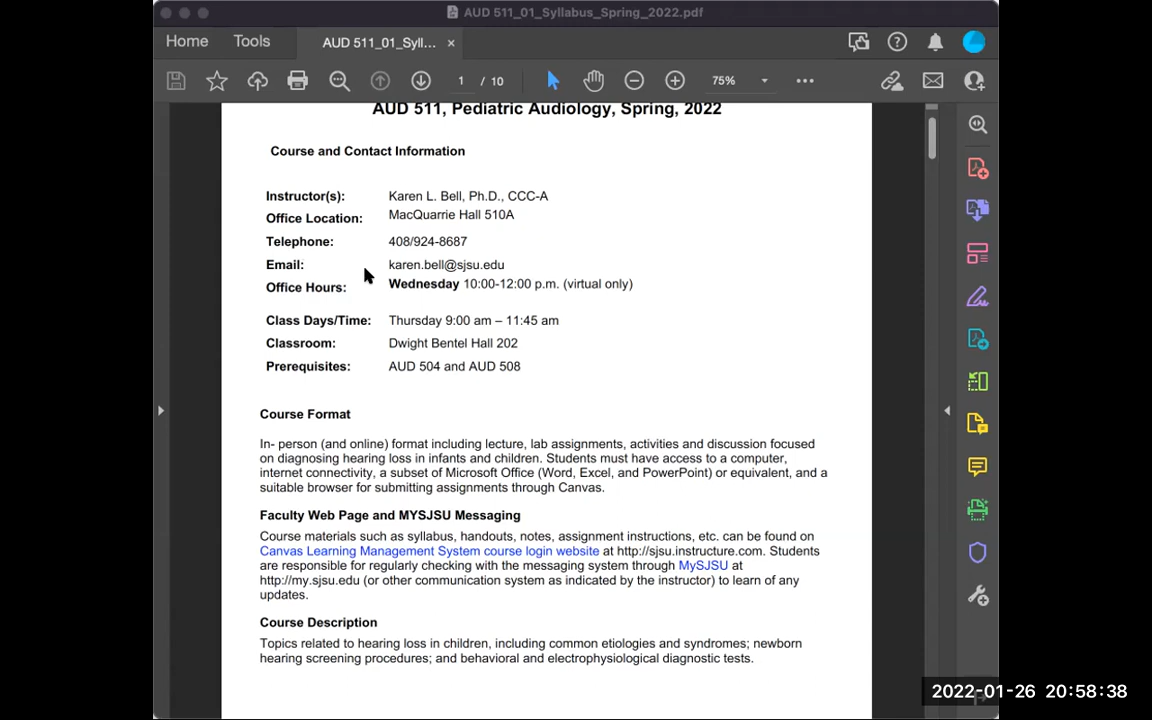 AUD 511_01_Syllabus_Spring_2022.pdf
Home Tools AUD 511_01_Syll... ×
1 / 10 75%
AUD 511, Pediatric Audiology, Spring, 2022
Course and Contact Information
Instructor(s): Karen L. Bell, Ph.D., CCC-A
Office Location: MacQuarrie Hall 510A
Telephone: 408/924-8687
Email: karen.bell@sjsu.edu
Office Hours: Wednesday 10:00-12:00 p.m. (virtual only)
Class Days/Time: Thursday 9:00 am – 11:45 am
Classroom: Dwight Bentel Hall 202
Prerequisites: AUD 504 and AUD 508
Course Format
In- person (and online) format including lecture, lab assignments, activities and discussion focused
on diagnosing hearing loss in infants and children. Students must have access to a computer,
internet connectivity, a subset of Microsoft Office (Word, Excel, and PowerPoint) or equivalent, and a
suitable browser for submitting assignments through Canvas.
Faculty Web Page and MYSJSU Messaging
Course materials such as syllabus, handouts, notes, assignment instructions, etc. can be found on
Canvas Learning Management System course login website at http://sjsu.instructure.com. Students
are responsible for regularly checking with the messaging system through MySJSU at
http://my.sjsu.edu (or other communication system as indicated by the instructor) to learn of any
updates.
Course Description
Topics related to hearing loss in children, including common etiologies and syndromes; newborn
hearing screening procedures; and behavioral and electrophysiological diagnostic tests.
2022-01-26 20:58:38